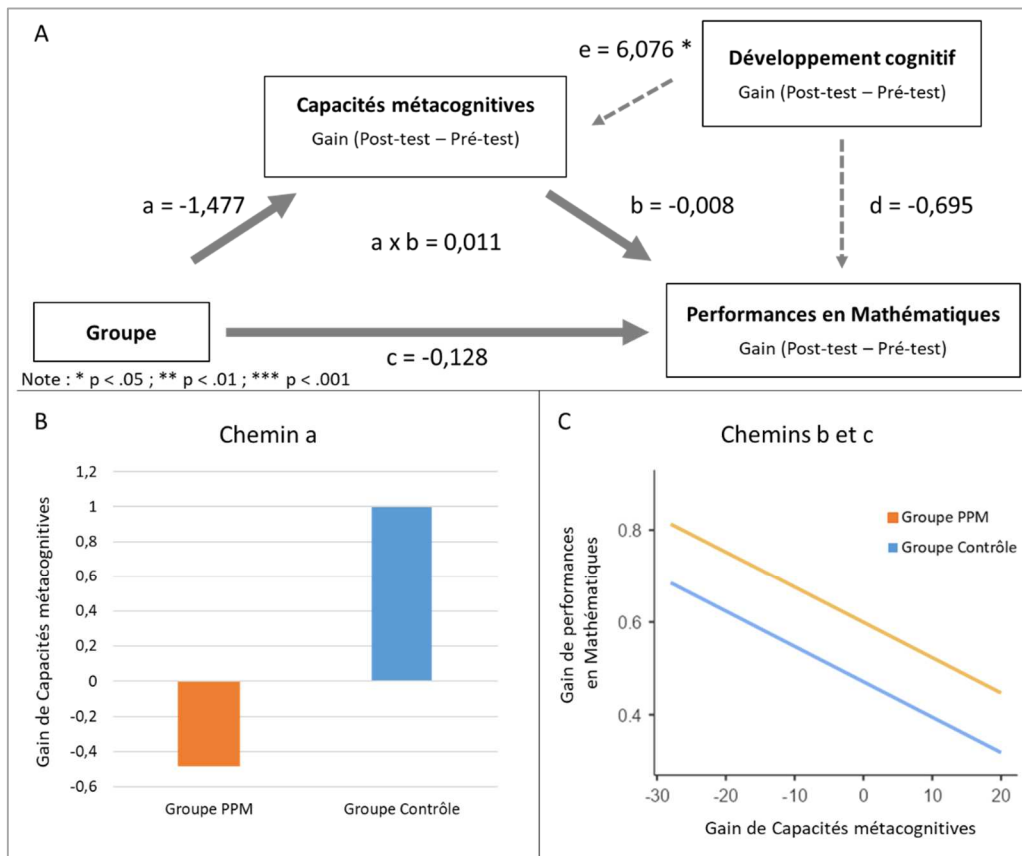 A
e = 6,076 *
Développement cognitif
Gain (Post-test – Pré-test)
Capacités métacognitives
Gain (Post-test – Pré-test)
a = -1,477
b = -0,008
d = -0,695
a x b = 0,011
Groupe
Performances en Mathématiques
Gain (Post-test – Pré-test)
c = -0,128
Note : * p < .05 ; ** p < .01 ; *** p < .001
B
Chemin a
Gain de Capacités métacognitives
1,2
1
0,8
0,6
0,4
0,2
0
-0,2
-0,4
-0,6
Groupe PPM
Groupe Contrôle
C
Chemins b et c
Gain de performances
en Mathématiques
Groupe PPM
Groupe Contrôle
0.8
0.6
0.4
-30
-20
-10
0
10
20
Gain de Capacités métacognitives